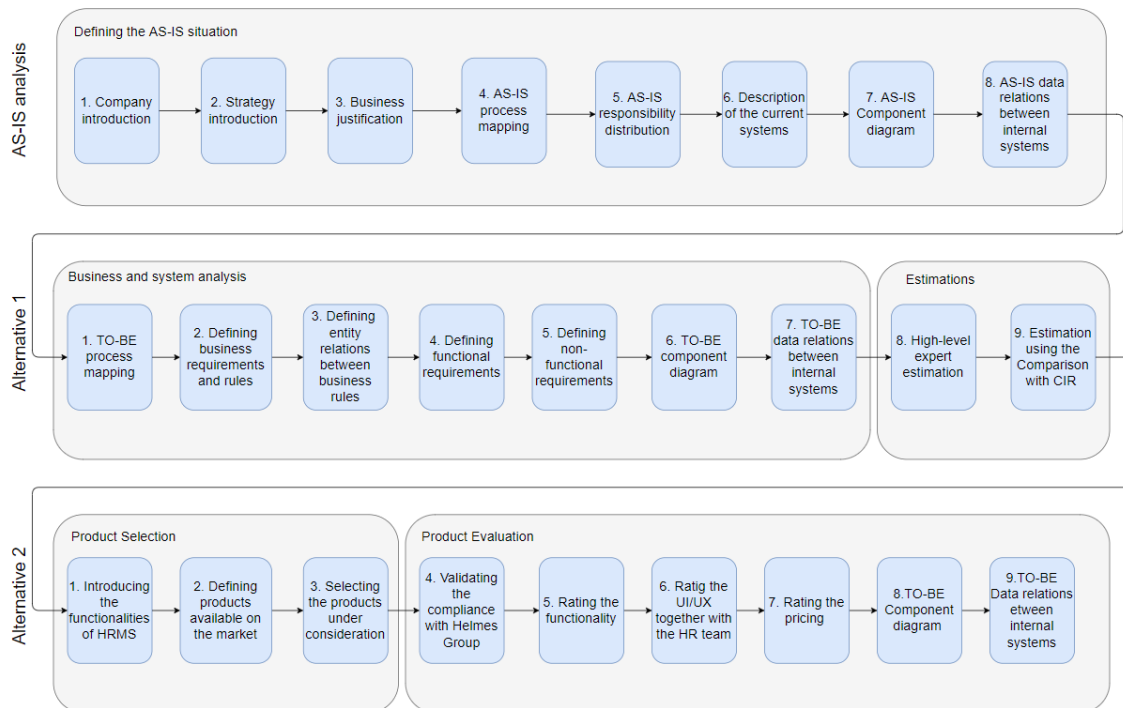 AS-IS analysis
Defining the AS-IS situation
1. Company
introduction
2. Strategy
introduction
3. Business
justification
4. AS-IS
process
mapping
5. AS-IS
responsibility
distribution
6. Description
of the current
systems
7. AS-IS
Component
diagram
8. AS-IS data
relations
between
internal
systems
Alternative 1
Business and system analysis
1. TO-BE
process
mapping
2. Defining
business
requirements
and rules
3. Defining
entity
relations
between
business
rules
4. Defining
functional
requirements
5. Defining
non-
functional
requirements
6. TO-BE
component
diagram
7. TO-BE
data relations
between
internal
systems
Estimations
8. High-level
expert
estimation
9. Estimation
using the
Comparison
with CIR
Alternative 2
Product Selection
1. Introducing
the
functionalities
of HRMS
2. Defining
products
available on
the market
3. Selecting
the products
under
consideration
Product Evaluation
4. Validating
the
compliance
with Helmes
Group
5. Rating the
functionality
6. Ratig the
UI/UX
together with
the HR team
7. Rating the
pricing
8.TO-BE
Component
diagram
9.TO-BE
Data relations
etween
internal
systems